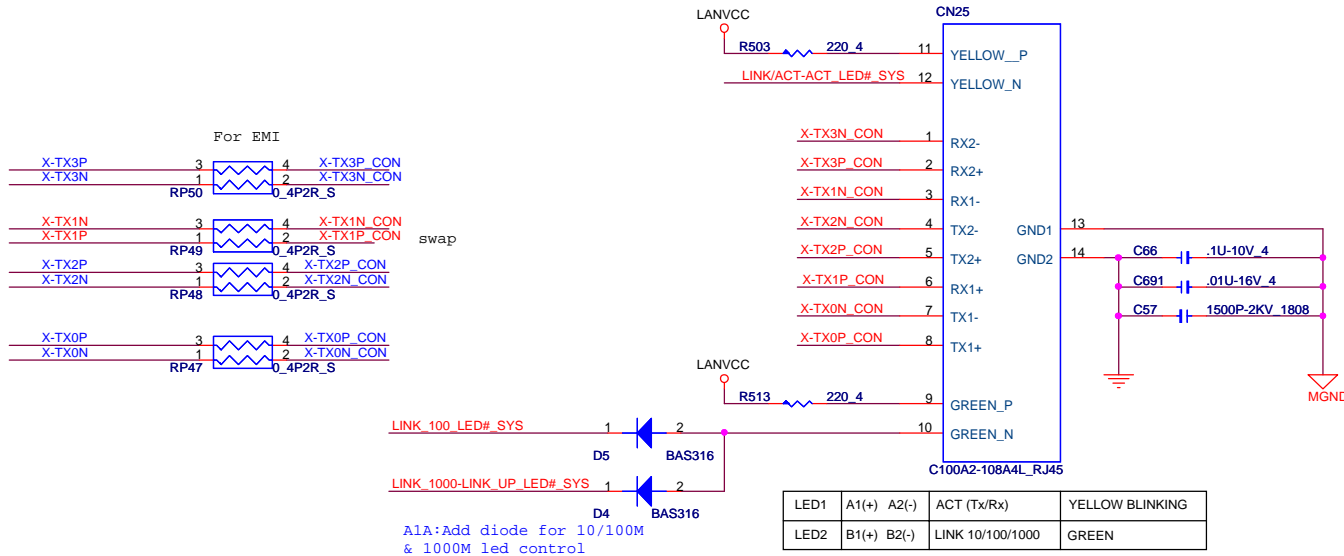 For EMI
X-TX3P 3 4 X-TX3P_CON
X-TX3N 1 2 X-TX3N_CON
RP50 0_4P2R_S
X-TX1N 3 4 X-TX1N_CON
X-TX1P 1 2 X-TX1P_CON
RP49 0_4P2R_S
swap
X-TX2P 3 4 X-TX2P_CON
X-TX2N 1 2 X-TX2N_CON
RP48 0_4P2R_S
X-TX0P 3 4 X-TX0P_CON
X-TX0N 1 2 X-TX0N_CON
RP47 0_4P2R_S
CN25
LANVCC
R503 220_4 11 YELLOW__P
LINK/ACT-ACT_LED#_SYS 12 YELLOW_N
X-TX3N_CON 1 RX2-
X-TX3P_CON 2 RX2+
X-TX1N_CON 3 RX1-
X-TX2N_CON 4 TX2-
X-TX2P_CON 5 TX2+
X-TX1P_CON 6 RX1+
X-TX0N_CON 7 TX1-
X-TX0P_CON 8 TX1+
GND1 13
GND2 14
C66 .1U-10V_4
C691 .01U-16V_4
C57 1500P-2KV_1808
MGND
LANVCC
R513 220_4 9 GREEN_P
10 GREEN_N
C100A2-108A4L_RJ45
LINK_100_LED#_SYS 1 2
D5 BAS316
LINK_1000-LINK_UP_LED#_SYS 1 2
D4 BAS316
A1A:Add diode for 10/100M
& 1000M led control
LED1 A1(+) A2(-) ACT (Tx/Rx) YELLOW BLINKING
LED2 B1(+) B2(-) LINK 10/100/1000 GREEN